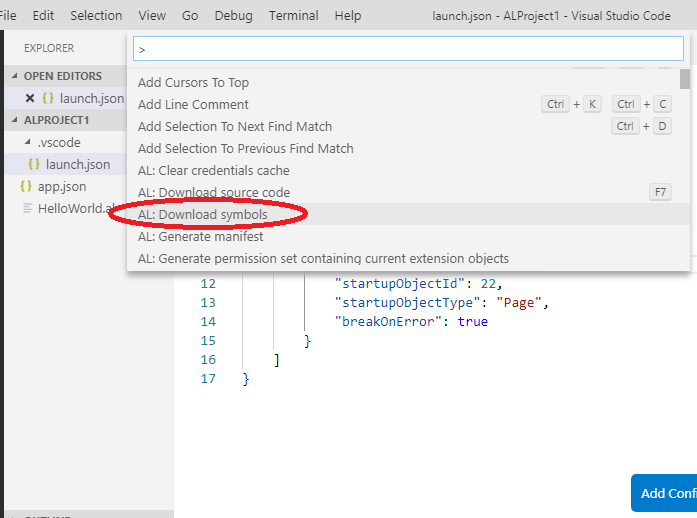 File Edit Selection View Go Debug Terminal Help launch.json - ALProject1 - Visual Studio Code
EXPLORER
>
OPEN EDITORS
{} launch.json
ALPROJECT1
.vscode
{} launch.json
{} app.json
HelloWorld.al
Add Cursors To Top
Add Line Comment Ctrl + K Ctrl + C
Add Selection To Next Find Match Ctrl + D
Add Selection To Previous Find Match
AL: Clear credentials cache
AL: Download source code F7
AL: Download symbols
AL: Generate manifest
AL: Generate permission set containing current extension objects
12 "startupObjectId": 22,
13 "startupObjectType": "Page",
14 "breakOnError": true
15 }
16 ]
17 }
Add Confi